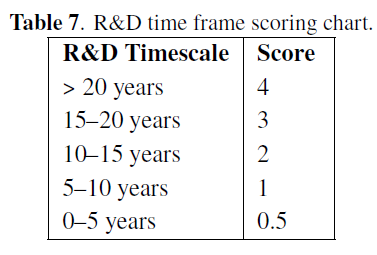 Table 7. R&D time frame scoring chart.
R&D Timescale Score
> 20 years 4
15–20 years 3
10–15 years 2
5–10 years 1
0–5 years 0.5